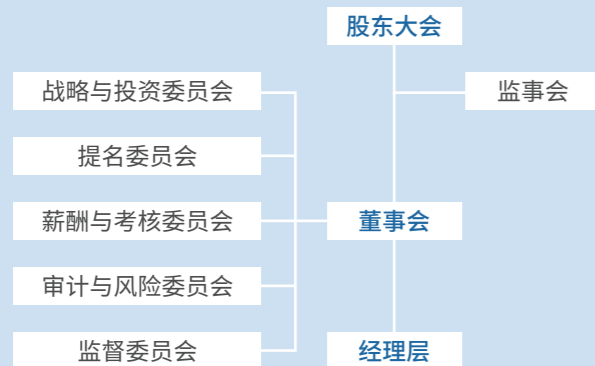 股东大会
战略与投资委员会
监事会
提名委员会
薪酬与考核委员会
董事会
审计与风险委员会
监督委员会
经理层